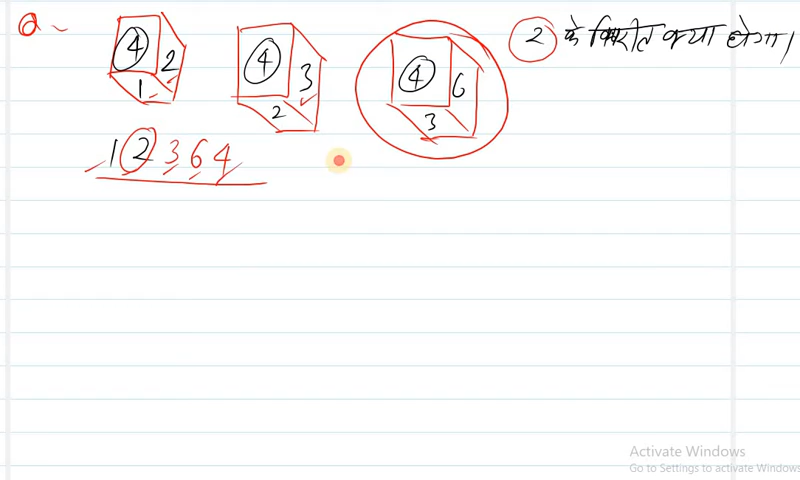 Q~
4 2 1
4 3 2
4 6 3
2 के विपरीत क्या होगा।
1 2 3 6 4
Activate Windows
Go to Settings to activate Windows